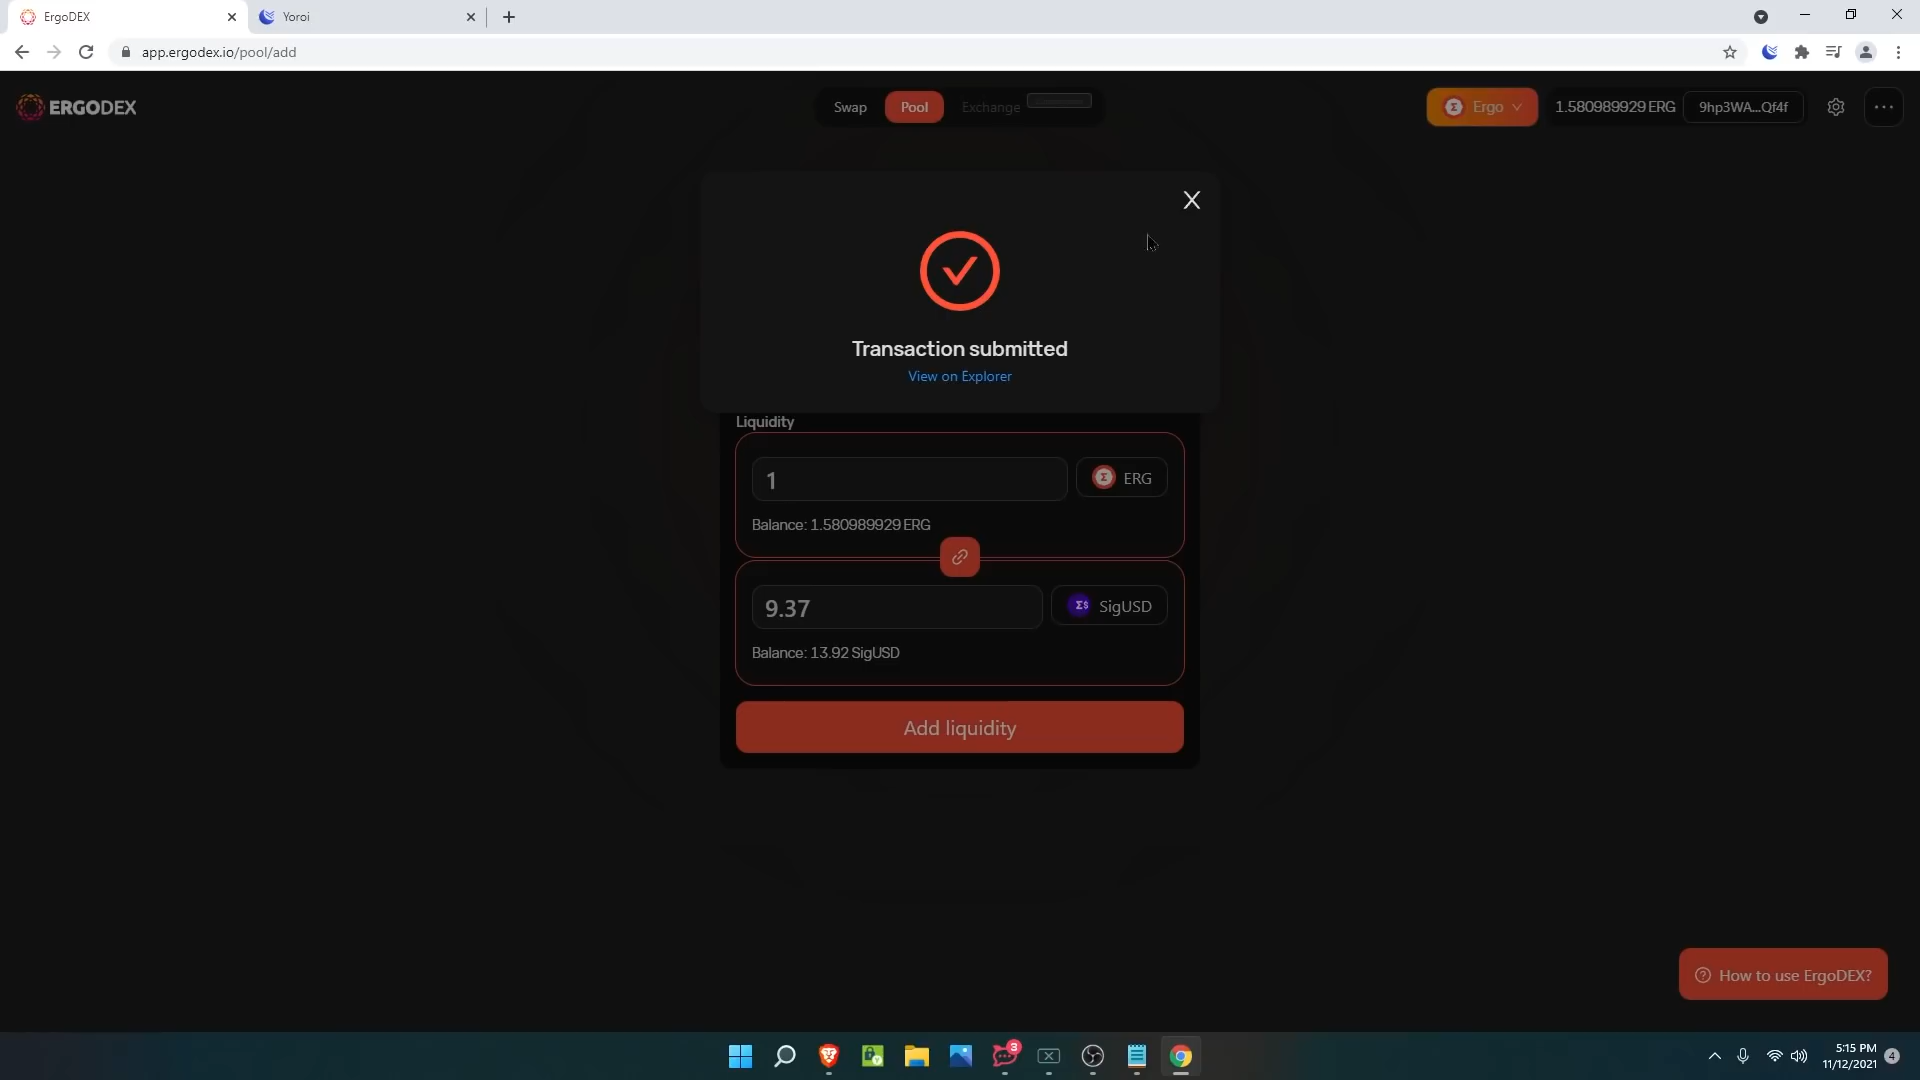 ErgoDEX
Yoroi
app.ergodex.io/pool/add
ERGODEX
Swap
Pool
Exchange
Ergo
1.580989929 ERG
9hp3WA...Qf4f
X
Transaction submitted
View on Explorer
Liquidity
1
ERG
Balance: 1.580989929 ERG
9.37
SigUSD
Balance: 13.92 SigUSD
Add liquidity
How to use ErgoDEX?
3
5:15 PM
11/12/2021
4